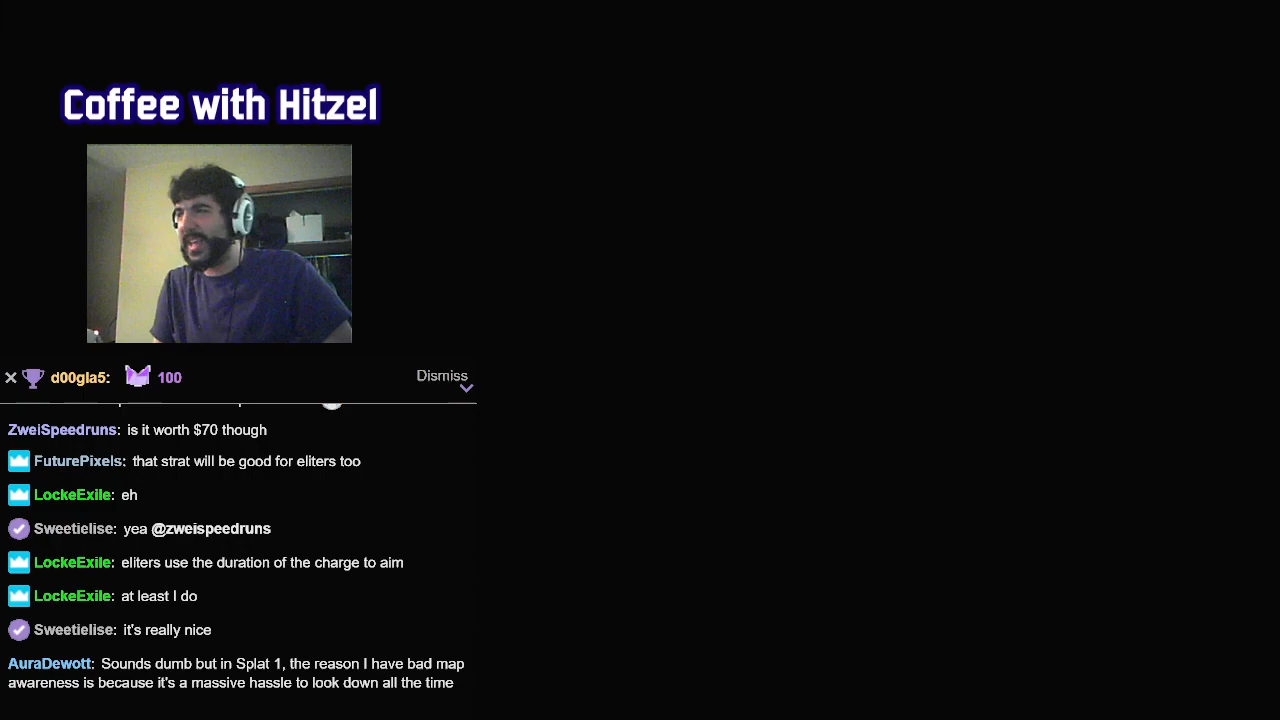 Coffee with Hitzel
d00gla5: 100 Dismiss
ZweiSpeedruns: is it worth $70 though
FuturePixels: that strat will be good for eliters too
LockeExile: eh
Sweetielise: yea @zweispeedruns
LockeExile: eliters use the duration of the charge to aim
LockeExile: at least I do
Sweetielise: it's really nice
AuraDewott: Sounds dumb but in Splat 1, the reason I have bad map
awareness is because it's a massive hassle to look down all the time